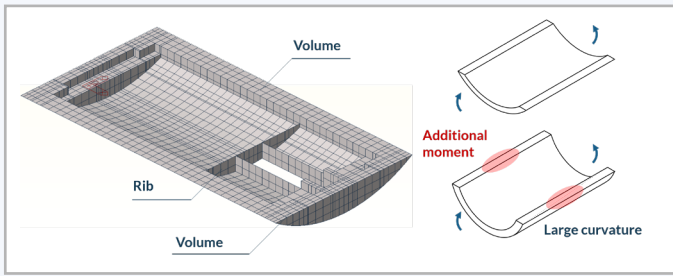 Volume
Additional
moment
Rib
Large curvature
Volume